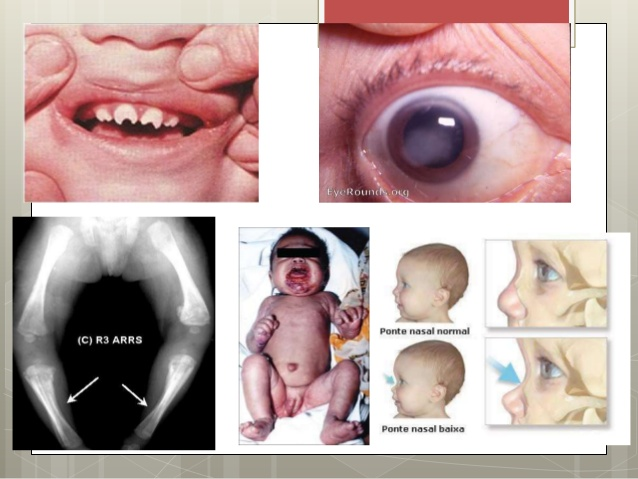 EyeRounds.org
(C) R3 ARRS
Ponte nasal normal
Ponte nasal baixa